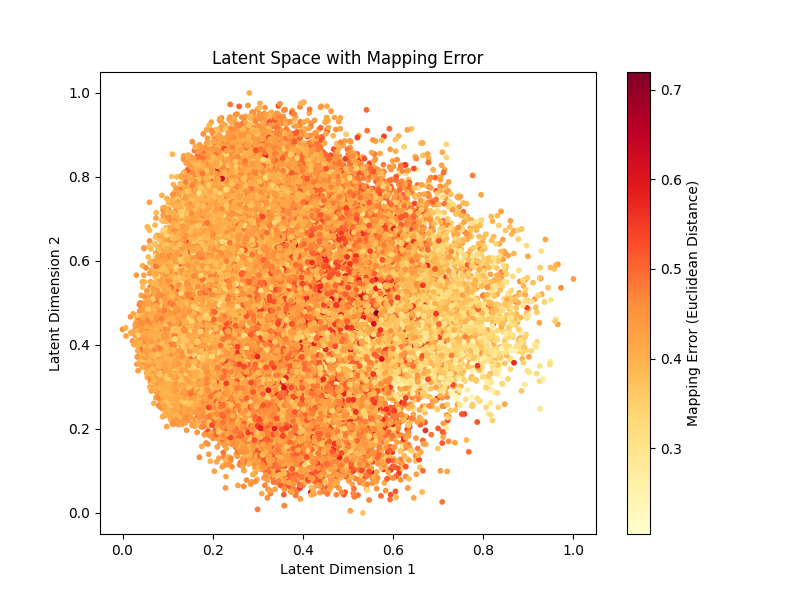 Latent Space with Mapping Error
Latent Dimension 2
1.0
0.8
0.6
0.4
0.2
0.0
0.0 0.2 0.4 0.6 0.8 1.0
Latent Dimension 1
0.7
0.6
0.5
0.4
0.3
Mapping Error (Euclidean Distance)